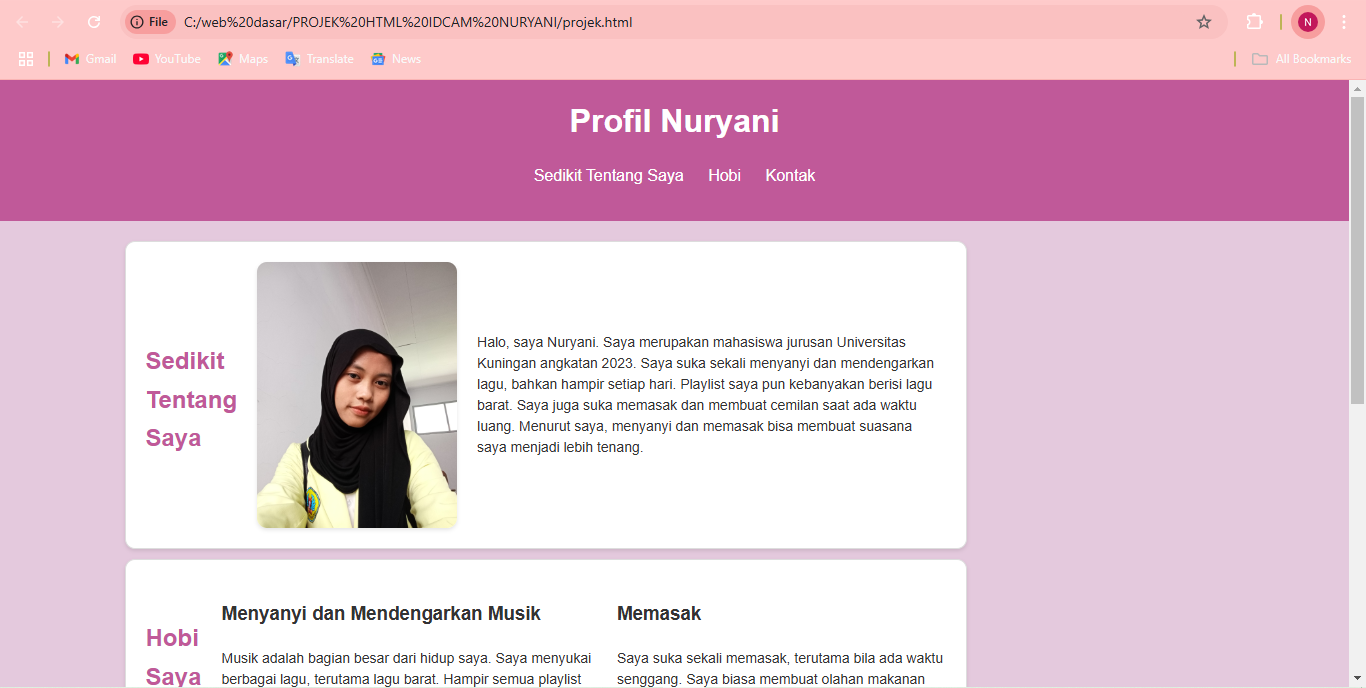 File C:/web%20dasar/PROJEK%20HTML%20IDCAM%20NURYANI/projek.html N
Gmail YouTube Maps Translate News All Bookmarks
Profil Nuryani
Sedikit Tentang Saya Hobi Kontak
Sedikit
Tentang
Saya
Halo, saya Nuryani. Saya merupakan mahasiswa jurusan Universitas
Kuningan angkatan 2023. Saya suka sekali menyanyi dan mendengarkan
lagu, bahkan hampir setiap hari. Playlist saya pun kebanyakan berisi lagu
barat. Saya juga suka memasak dan membuat cemilan saat ada waktu
luang. Menurut saya, menyanyi dan memasak bisa membuat suasana
saya menjadi lebih tenang.
Hobi
Saya
Menyanyi dan Mendengarkan Musik
Musik adalah bagian besar dari hidup saya. Saya menyukai
berbagai lagu, terutama lagu barat. Hampir semua playlist
Memasak
Saya suka sekali memasak, terutama bila ada waktu
senggang. Saya biasa membuat olahan makanan